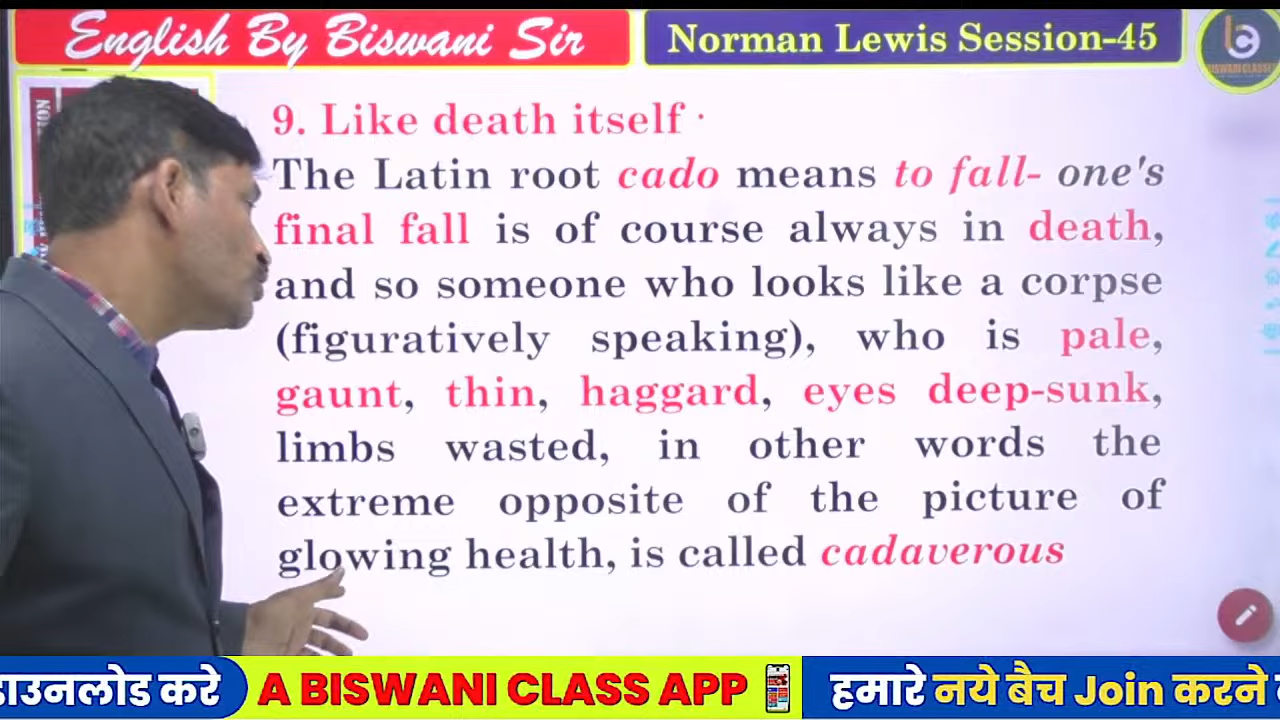 English By Biswani Sir
Norman Lewis Session-45
BISWANI CLASSES
9. Like death itself ·
The Latin root cado means to fall- one's
final fall is of course always in death,
and so someone who looks like a corpse
(figuratively speaking), who is pale,
gaunt, thin, haggard, eyes deep-sunk,
limbs wasted, in other words the
extreme opposite of the picture of
glowing health, is called cadaverous
करे
A BISWANI CLASS APP
हमारे नये बैच Join करने